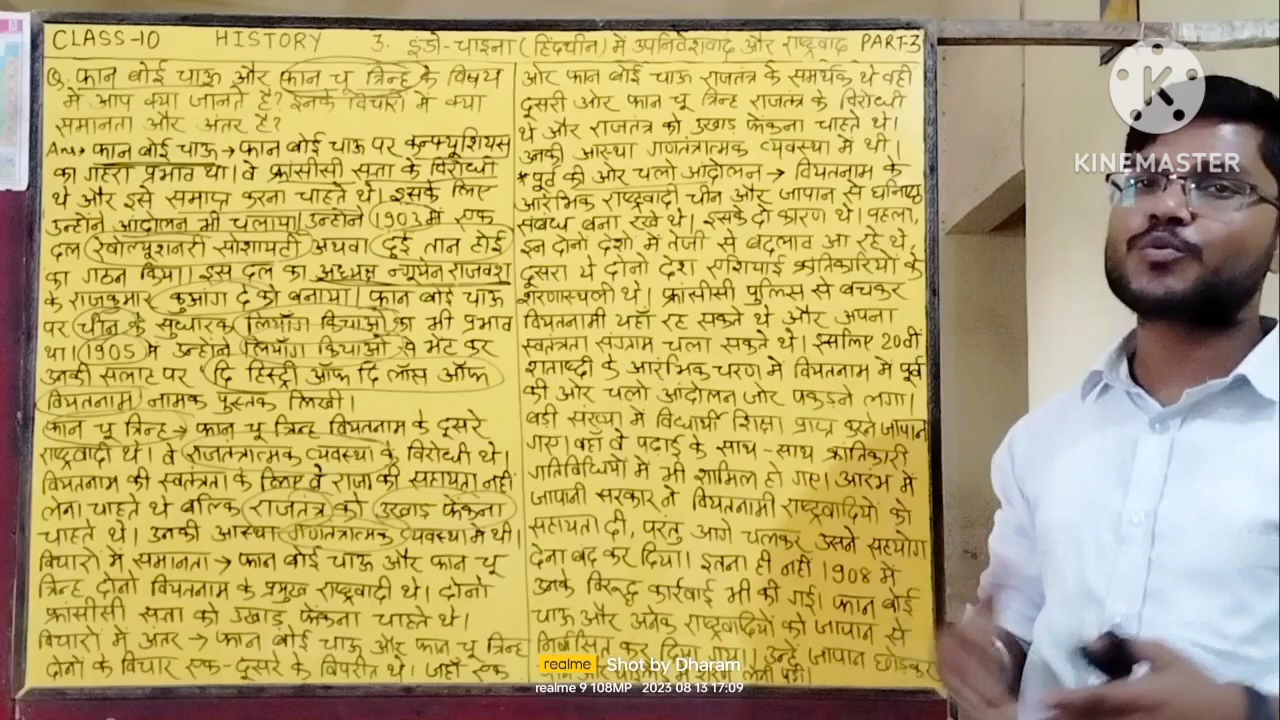 CLASS-10 HISTORY 3. इंडो-चाइना (हिंदचीन) में उपनिवेशवाद और राष्ट्रवाद PART-3
Q. फान बोई चाऊ और फान चू त्रिन्ह के विषय
में आप क्या जानते हैं? इनके विचारों में क्या
समानता और अंतर है?
Ans→ फान बोई चाऊ → फान बोई चाऊ पर कन्फ्यूशियस
का गहरा प्रभाव था। वे फ्रांसीसी सत्ता के विरोधी
थे और इसे समाप्त करना चाहते थे। इसके लिए
उन्होंने आंदोलन भी चलाया। उन्होंने 1903 में एक
दल रेवोल्यूशनरी सोशायटी अथवा दुई तान होई
का गठन किया। इस दल का अध्यक्ष न्यूयेन राजवंश
के राजकुमार कुआंग दे को बनाया। फान बोई चाऊ
पर चीन के सुधारक लियाँग किचाओ का भी प्रभाव
था। 1905 में उन्होंने लियाँग किचाओ से भेंट कर
उनकी सलाह पर 'दि हिस्ट्री ऑफ दि लॉस ऑफ
वियतनाम' नामक पुस्तक लिखी।
फान चू त्रिन्ह → फान चू त्रिन्ह वियतनाम के दूसरे
राष्ट्रवादी थे। वे राजतंत्रात्मक व्यवस्था के विरोधी थे।
वियतनाम की स्वतंत्रता के लिए वे राजा की सहायता नहीं
लेना चाहते थे बल्कि राजतंत्र को उखाड़ फेंकना
चाहते थे। उनकी आस्था गणतंत्रात्मक व्यवस्था में थी।
विचारों में समानता → फान बोई चाऊ और फान चू
त्रिन्ह दोनों वियतनाम के प्रमुख राष्ट्रवादी थे। दोनों
फ्रांसीसी सत्ता को उखाड़ फेंकना चाहते थे।
विचारों में अंतर → फान बोई चाऊ और फान चू त्रिन्ह
दोनों के विचार एक-दूसरे के विपरीत थे। जहाँ एक
ओर फान बोई चाऊ राजतंत्र के समर्थक थे वहीं
दूसरी ओर फान चू त्रिन्ह राजतंत्र के विरोधी
थे और राजतंत्र को उखाड़ फेंकना चाहते थे।
उनकी आस्था गणतंत्रात्मक व्यवस्था में थी।
* पूर्व की ओर चलो आंदोलन → वियतनाम के
आरंभिक राष्ट्रवादी चीन और जापान से घनिष्ठ
संबंध बना रखे थे। इसके दो कारण थे। पहला,
इन दोनों देशों में तेजी से बदलाव आ रहे थे,
दूसरा ये दोनों देश एशियाई क्रांतिकारियों के
शरणास्थली थे। फ्रांसीसी पुलिस से बचकर
वियतनामी यहाँ रह सकते थे और अपना
स्वतंत्रता संग्राम चला सकते थे। इसलिए 20वीं
शताब्दी के आरंभिक चरण में वियतनाम में पूर्व
की ओर चलो आंदोलन जोर पकड़ने लगा।
बड़ी संख्या में विद्यार्थी शिक्षा प्राप्त करने जापान
गए। वहाँ वे पढ़ाई के साथ-साथ क्रांतिकारी
गतिविधियों में भी शामिल हो गए। आरंभ में
जापानी सरकार ने वियतनामी राष्ट्रवादियों को
सहायता दी, परंतु आगे चलकर उसने सहयोग
देना बंद कर दिया। इतना ही नहीं 1908 में
उनके विरूद्ध कार्रवाई भी की गई। फान बोई
चाऊ और अनेक राष्ट्रवादियों को जापान से
निर्वासित कर दिया गया। उन्हें जापान छोड़कर
में शरण लेनी पड़ी।
KINEMASTER
realme Shot by Dharam
realme 9 108MP 2023 08 13 17:09